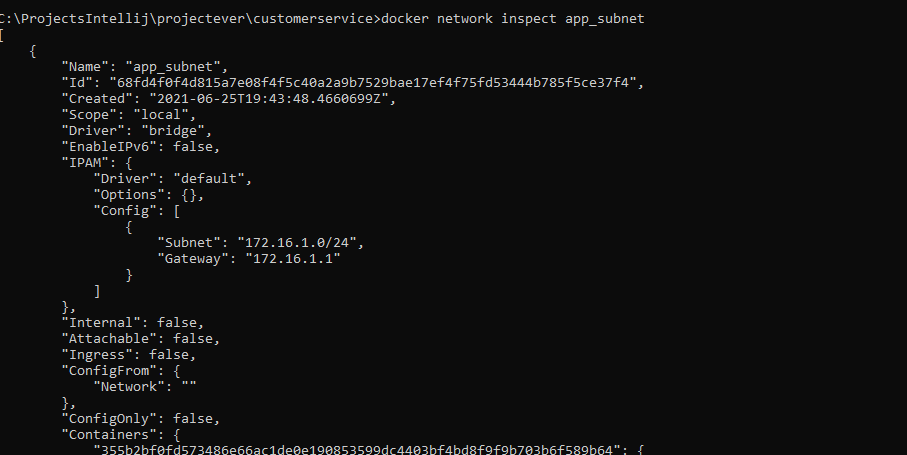 C:\ProjectsIntellij\projectever\customerservice>docker network inspect app_subnet
[
    {
        "Name": "app_subnet",
        "Id": "68fd4f0f4d815a7e08f4f5c40a2a9b7529bae17ef4f75fd53444b785f5ce37f4",
        "Created": "2021-06-25T19:43:48.4660699Z",
        "Scope": "local",
        "Driver": "bridge",
        "EnableIPv6": false,
        "IPAM": {
            "Driver": "default",
            "Options": {},
            "Config": [
                {
                    "Subnet": "172.16.1.0/24",
                    "Gateway": "172.16.1.1"
                }
            ]
        },
        "Internal": false,
        "Attachable": false,
        "Ingress": false,
        "ConfigFrom": {
            "Network": ""
        },
        "ConfigOnly": false,
        "Containers": {
            "355b2bf0fd573486e66ac1de0e190853599dc4403bf4bd8f9f9b703b6f589b64": {